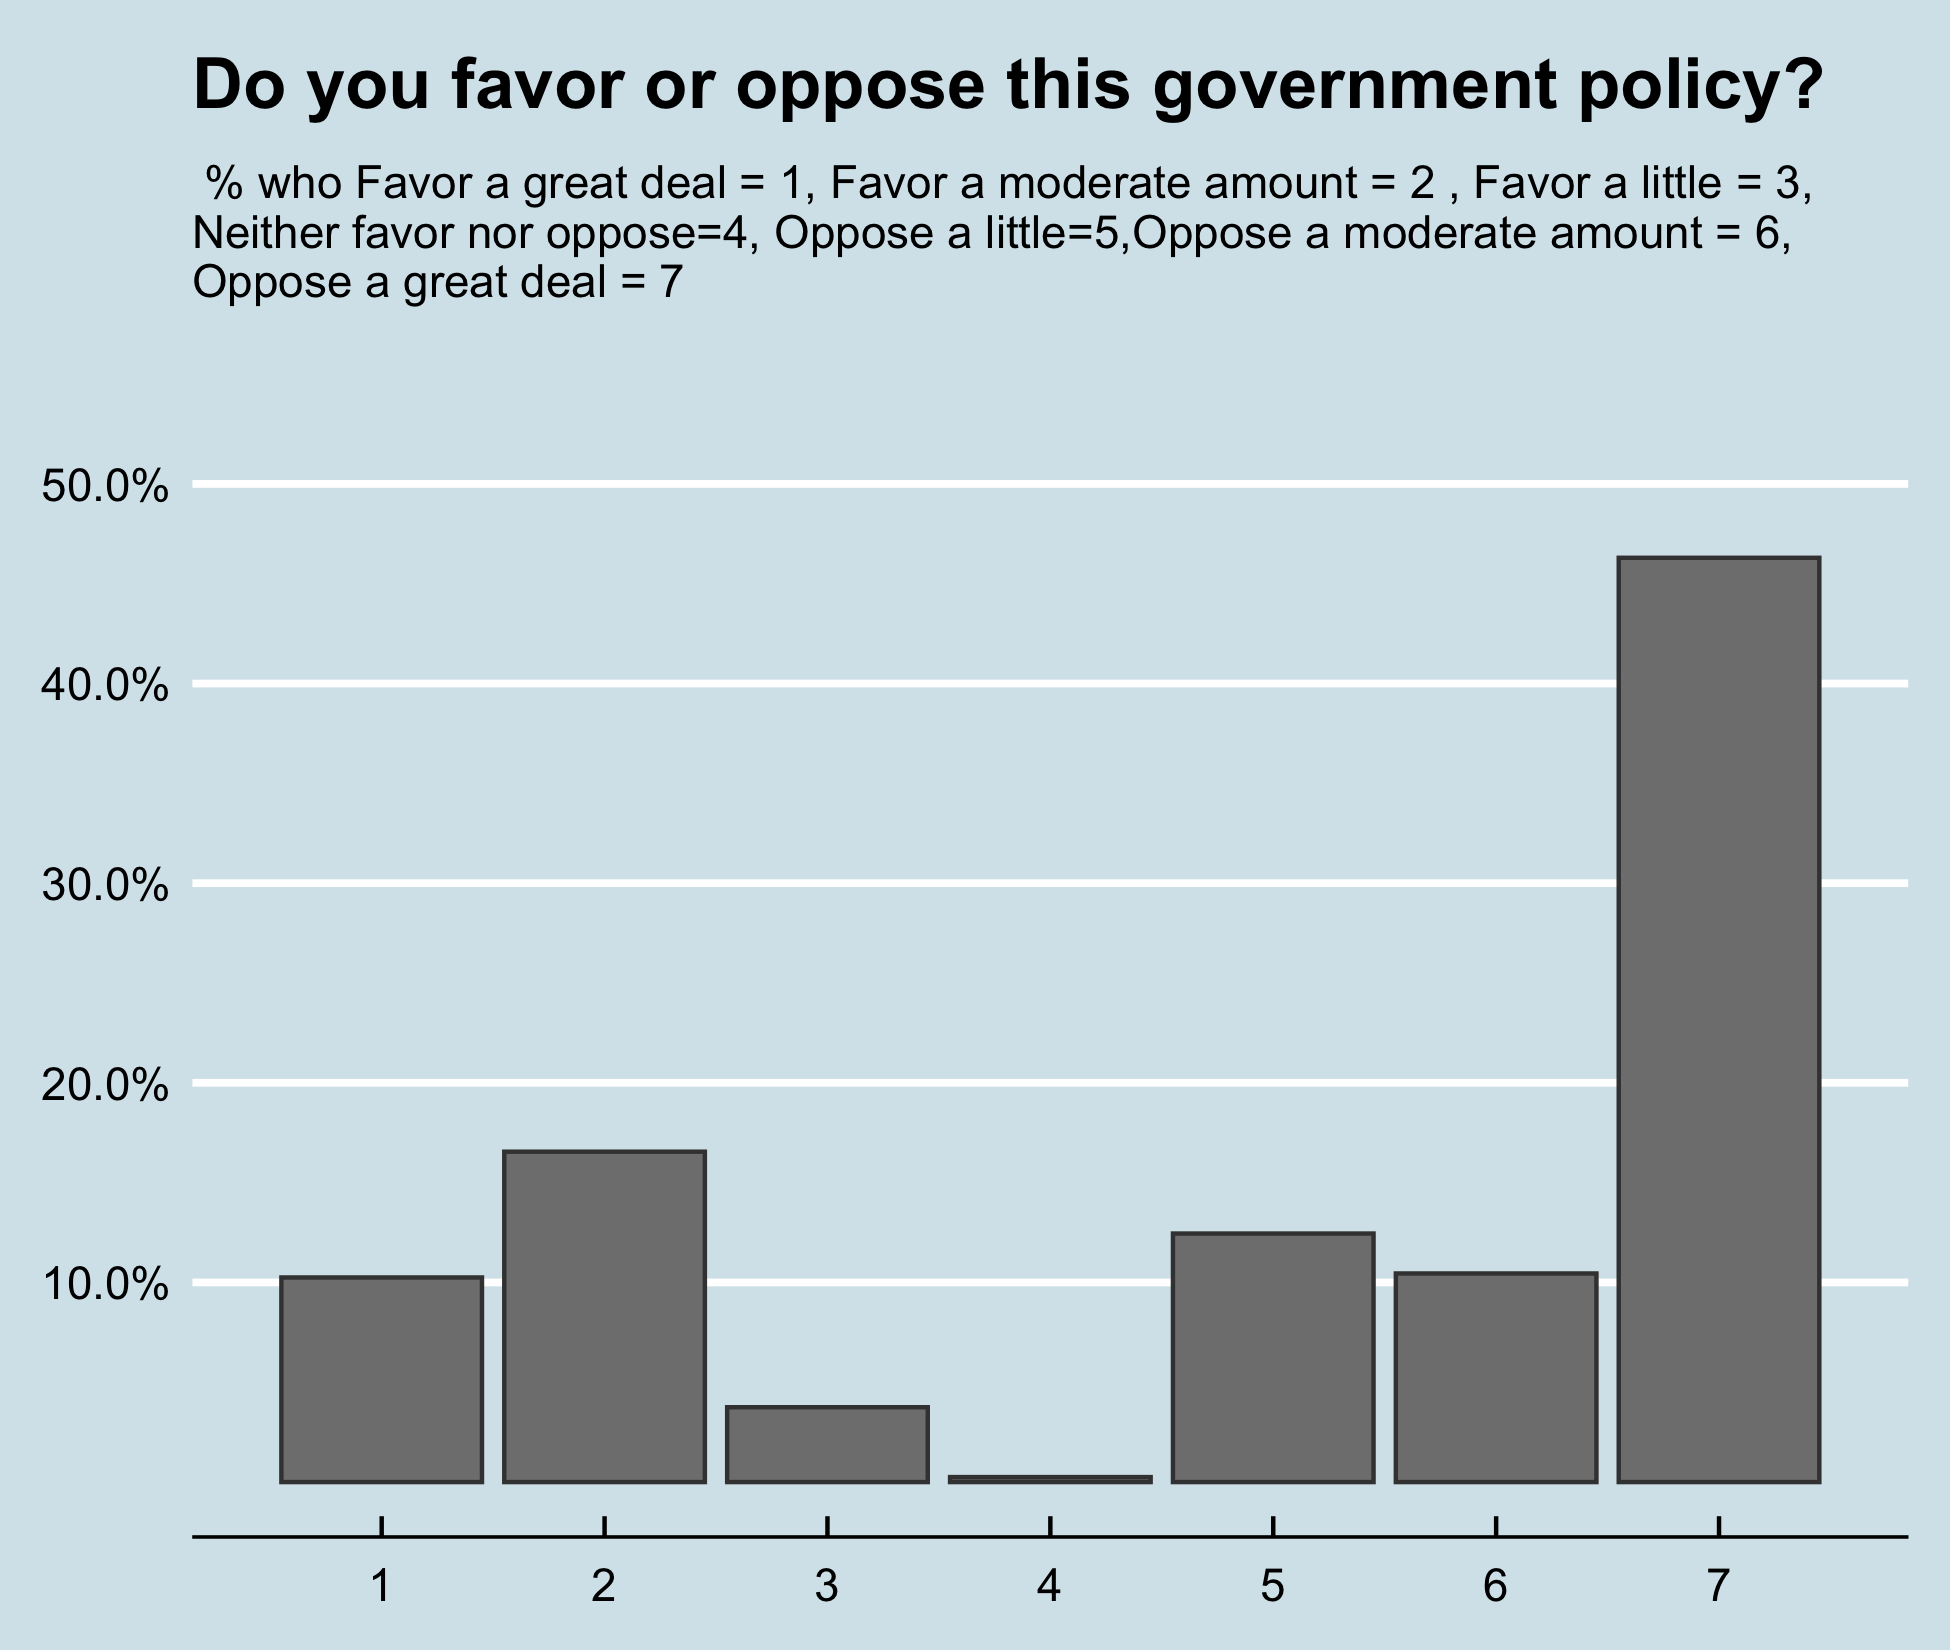 Do you favor or oppose this government policy?
% who Favor a great deal = 1, Favor a moderate amount = 2 , Favor a little = 3,
Neither favor nor oppose=4, Oppose a little=5,Oppose a moderate amount = 6,
Oppose a great deal = 7
50.0%
40.0%
30.0%
20.0%
10.0%
1 2 3 4 5 6 7